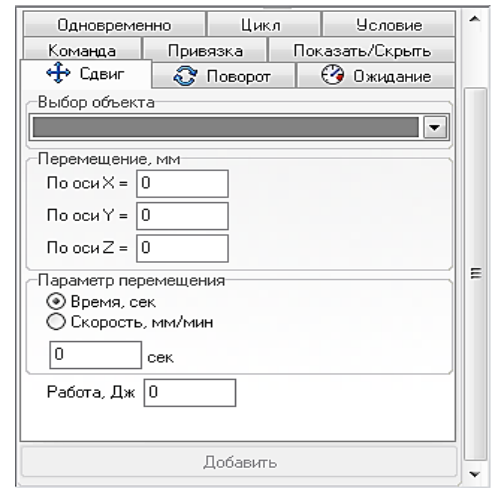 Одновременно Цикл Условие
Команда Привязка Показать/Скрыть
Сдвиг Поворот Ожидание
Выбор объекта
Перемещение, мм
По оси X = 0
По оси Y = 0
По оси Z = 0
Параметр перемещения
Время, сек
Скорость, мм/мин
0 сек
Работа, Дж 0
Добавить